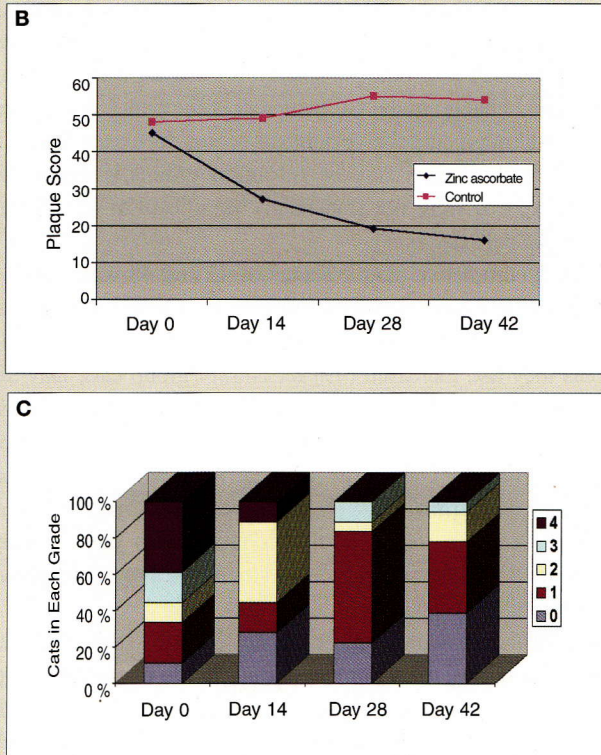 B
60
50
40
30
20
10
0
Plaque Score
Zinc ascorbate
Control
Day 0 Day 14 Day 28 Day 42
C
100 %
80 %
60 %
40 %
20 %
0 %
Cats in Each Grade
4
3
2
1
0
Day 0 Day 14 Day 28 Day 42